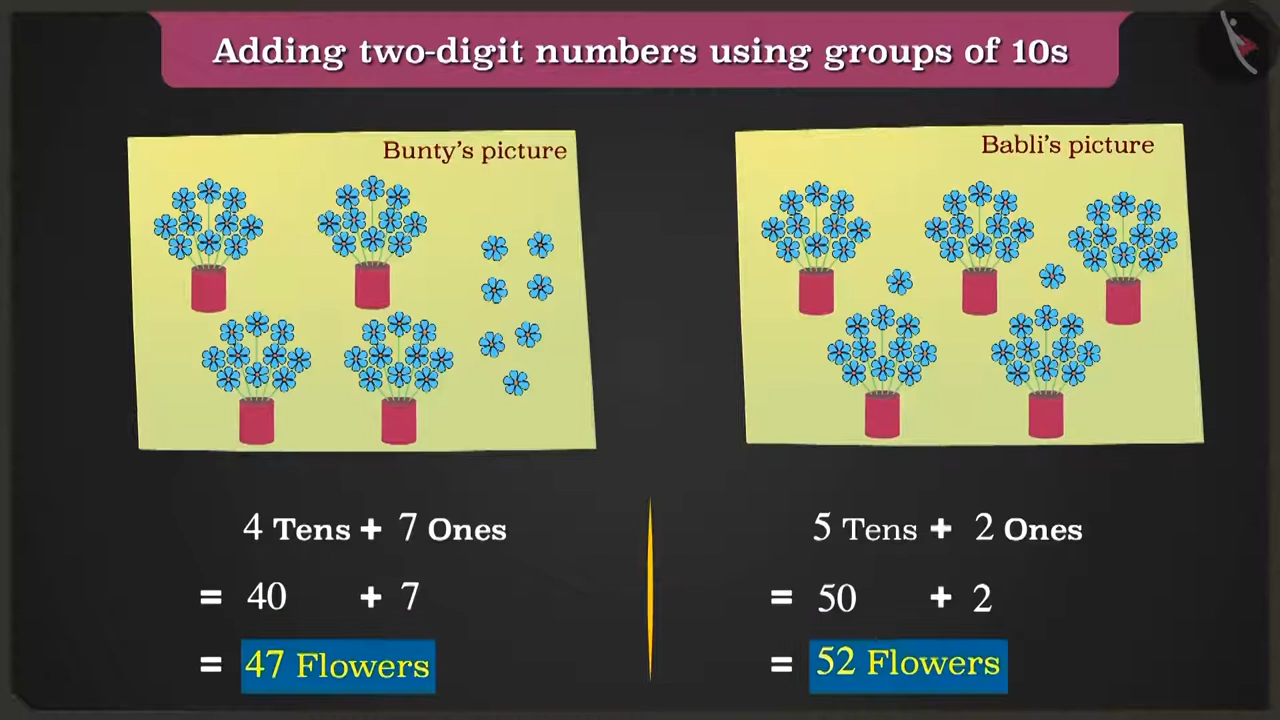 Adding two-digit numbers using groups of 10s
Bunty's picture
4 Tens + 7 Ones
= 40 + 7
= 47 Flowers
Babli's picture
5 Tens + 2 Ones
= 50 + 2
= 52 Flowers